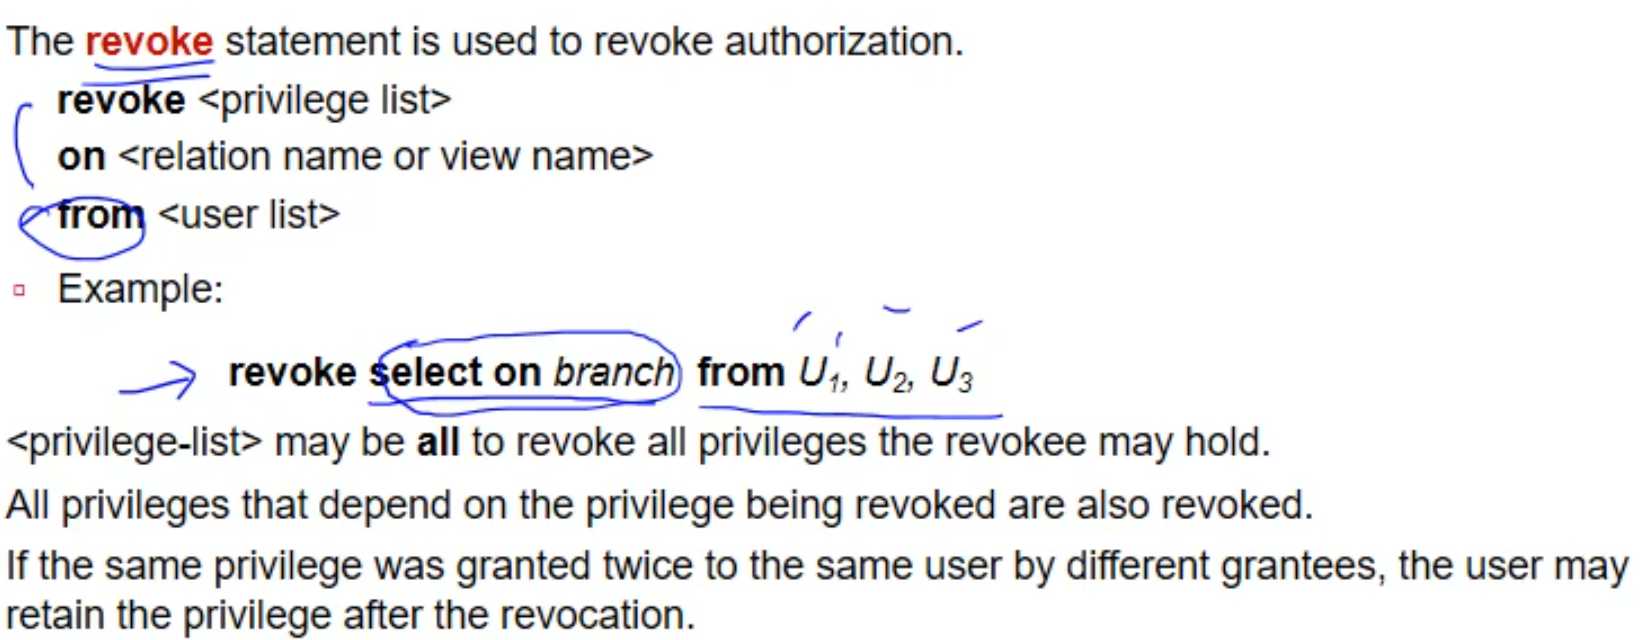 The revoke statement is used to revoke authorization.
revoke <privilege list>
on <relation name or view name>
from <user list>
Example:
revoke select on branch from U1, U2, U3
<privilege-list> may be all to revoke all privileges the revokee may hold.
All privileges that depend on the privilege being revoked are also revoked.
If the same privilege was granted twice to the same user by different grantees, the user may
retain the privilege after the revocation.